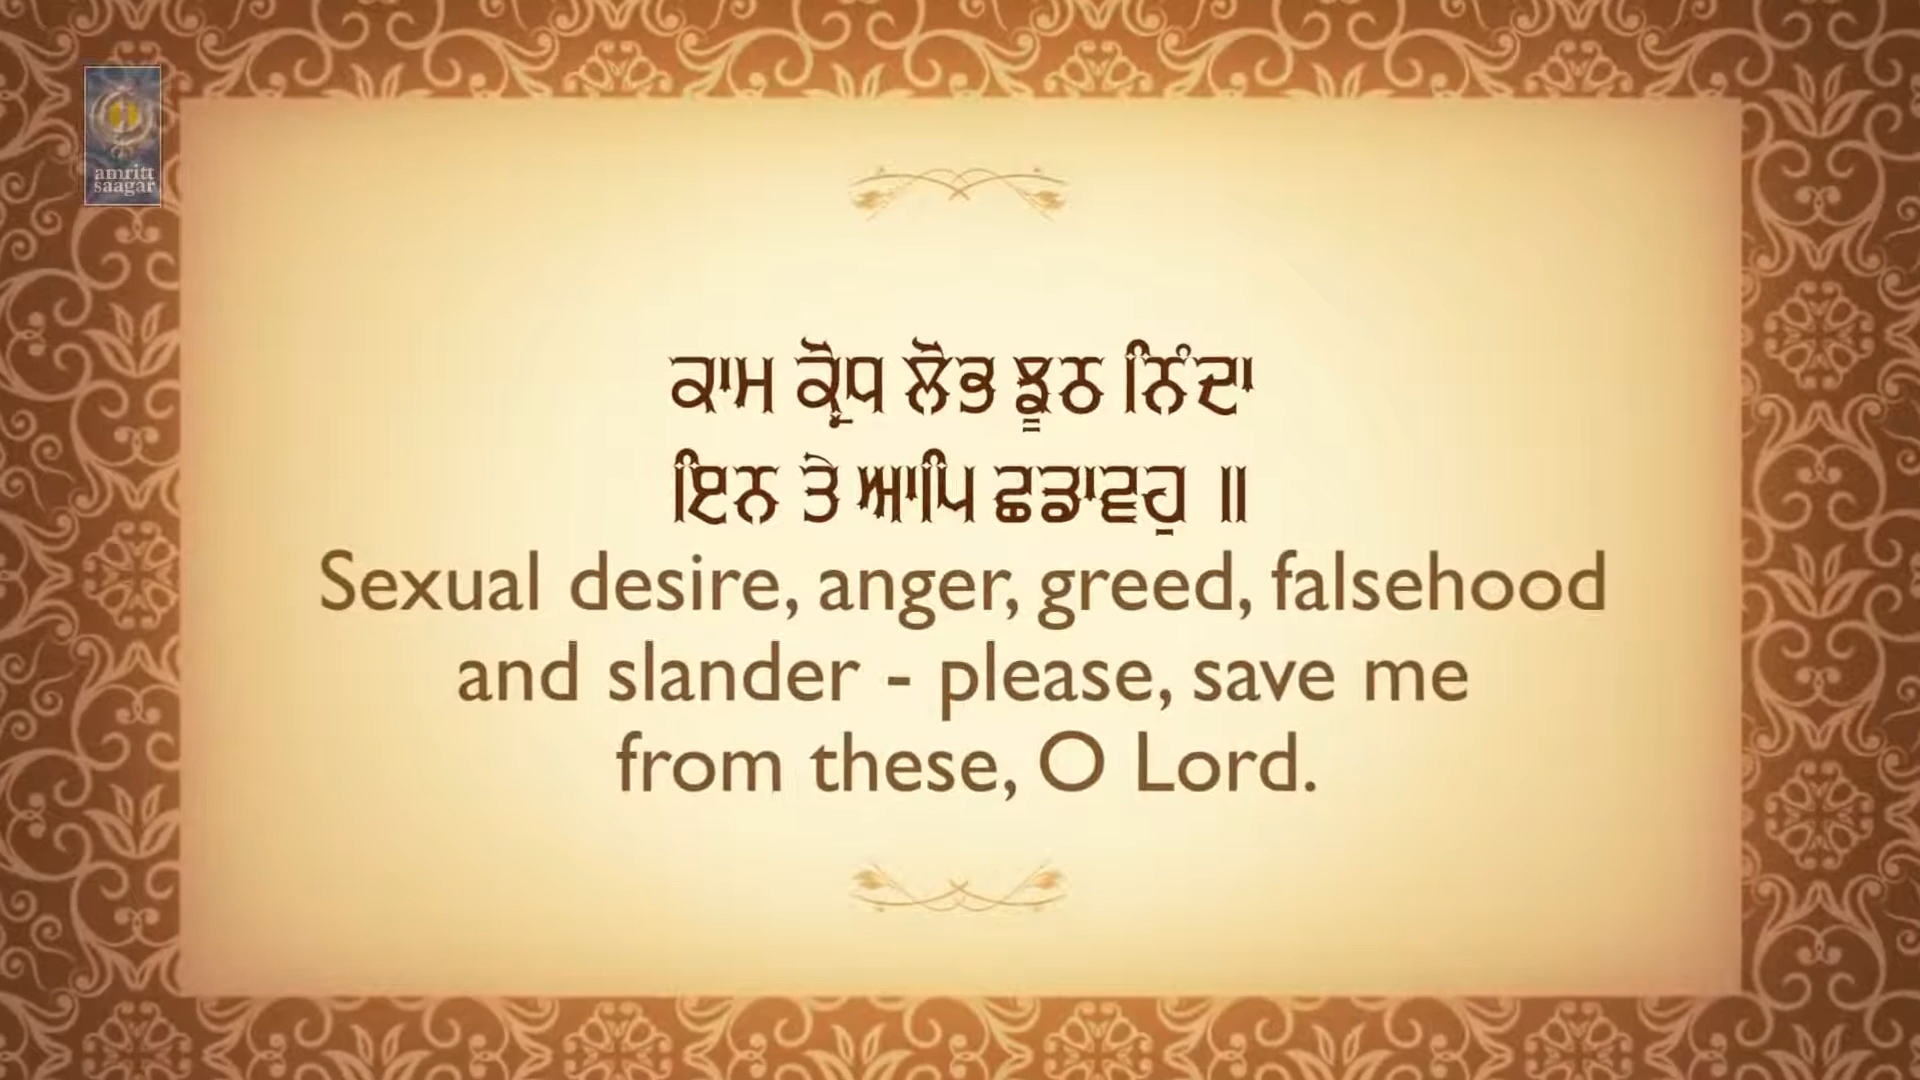 amritt
saagar
ਕਾਮ ਕ੍ਰੋਧ ਲੋਭ ਝੂਠ ਨਿੰਦਾ
ਇਨ ਤੇ ਆਪਿ ਛਡਾਵਹੁ ॥
Sexual desire, anger, greed, falsehood
and slander - please, save me
from these, O Lord.